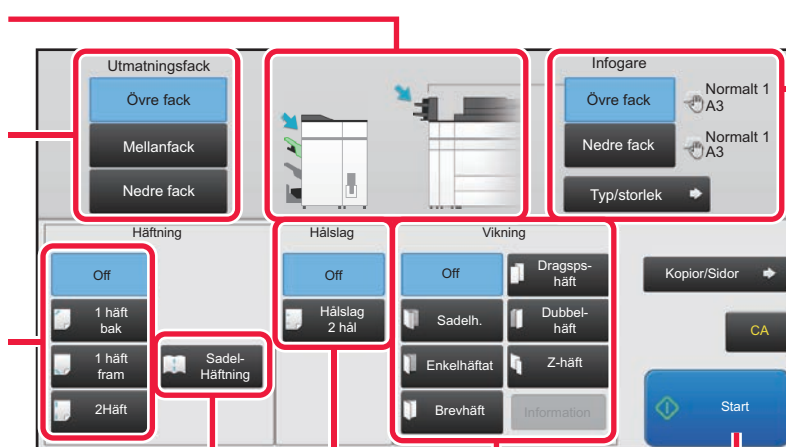 Utmatningsfack
Övre fack
Mellanfack
Nedre fack
Infogare
Övre fack
Normalt 1
A3
Nedre fack
Normalt 1
A3
Typ/storlek
Häftning
Off
1 häft
bak
1 häft
fram
2Häft
Sadel-
Häftning
Hålslag
Off
Hålslag
2 hål
Vikning
Off
Dragsps-
häft
Sadelh.
Dubbel-
häft
Enkelhäftat
Z-häft
Brevhäft
Information
Kopior/Sidor
CA
Start